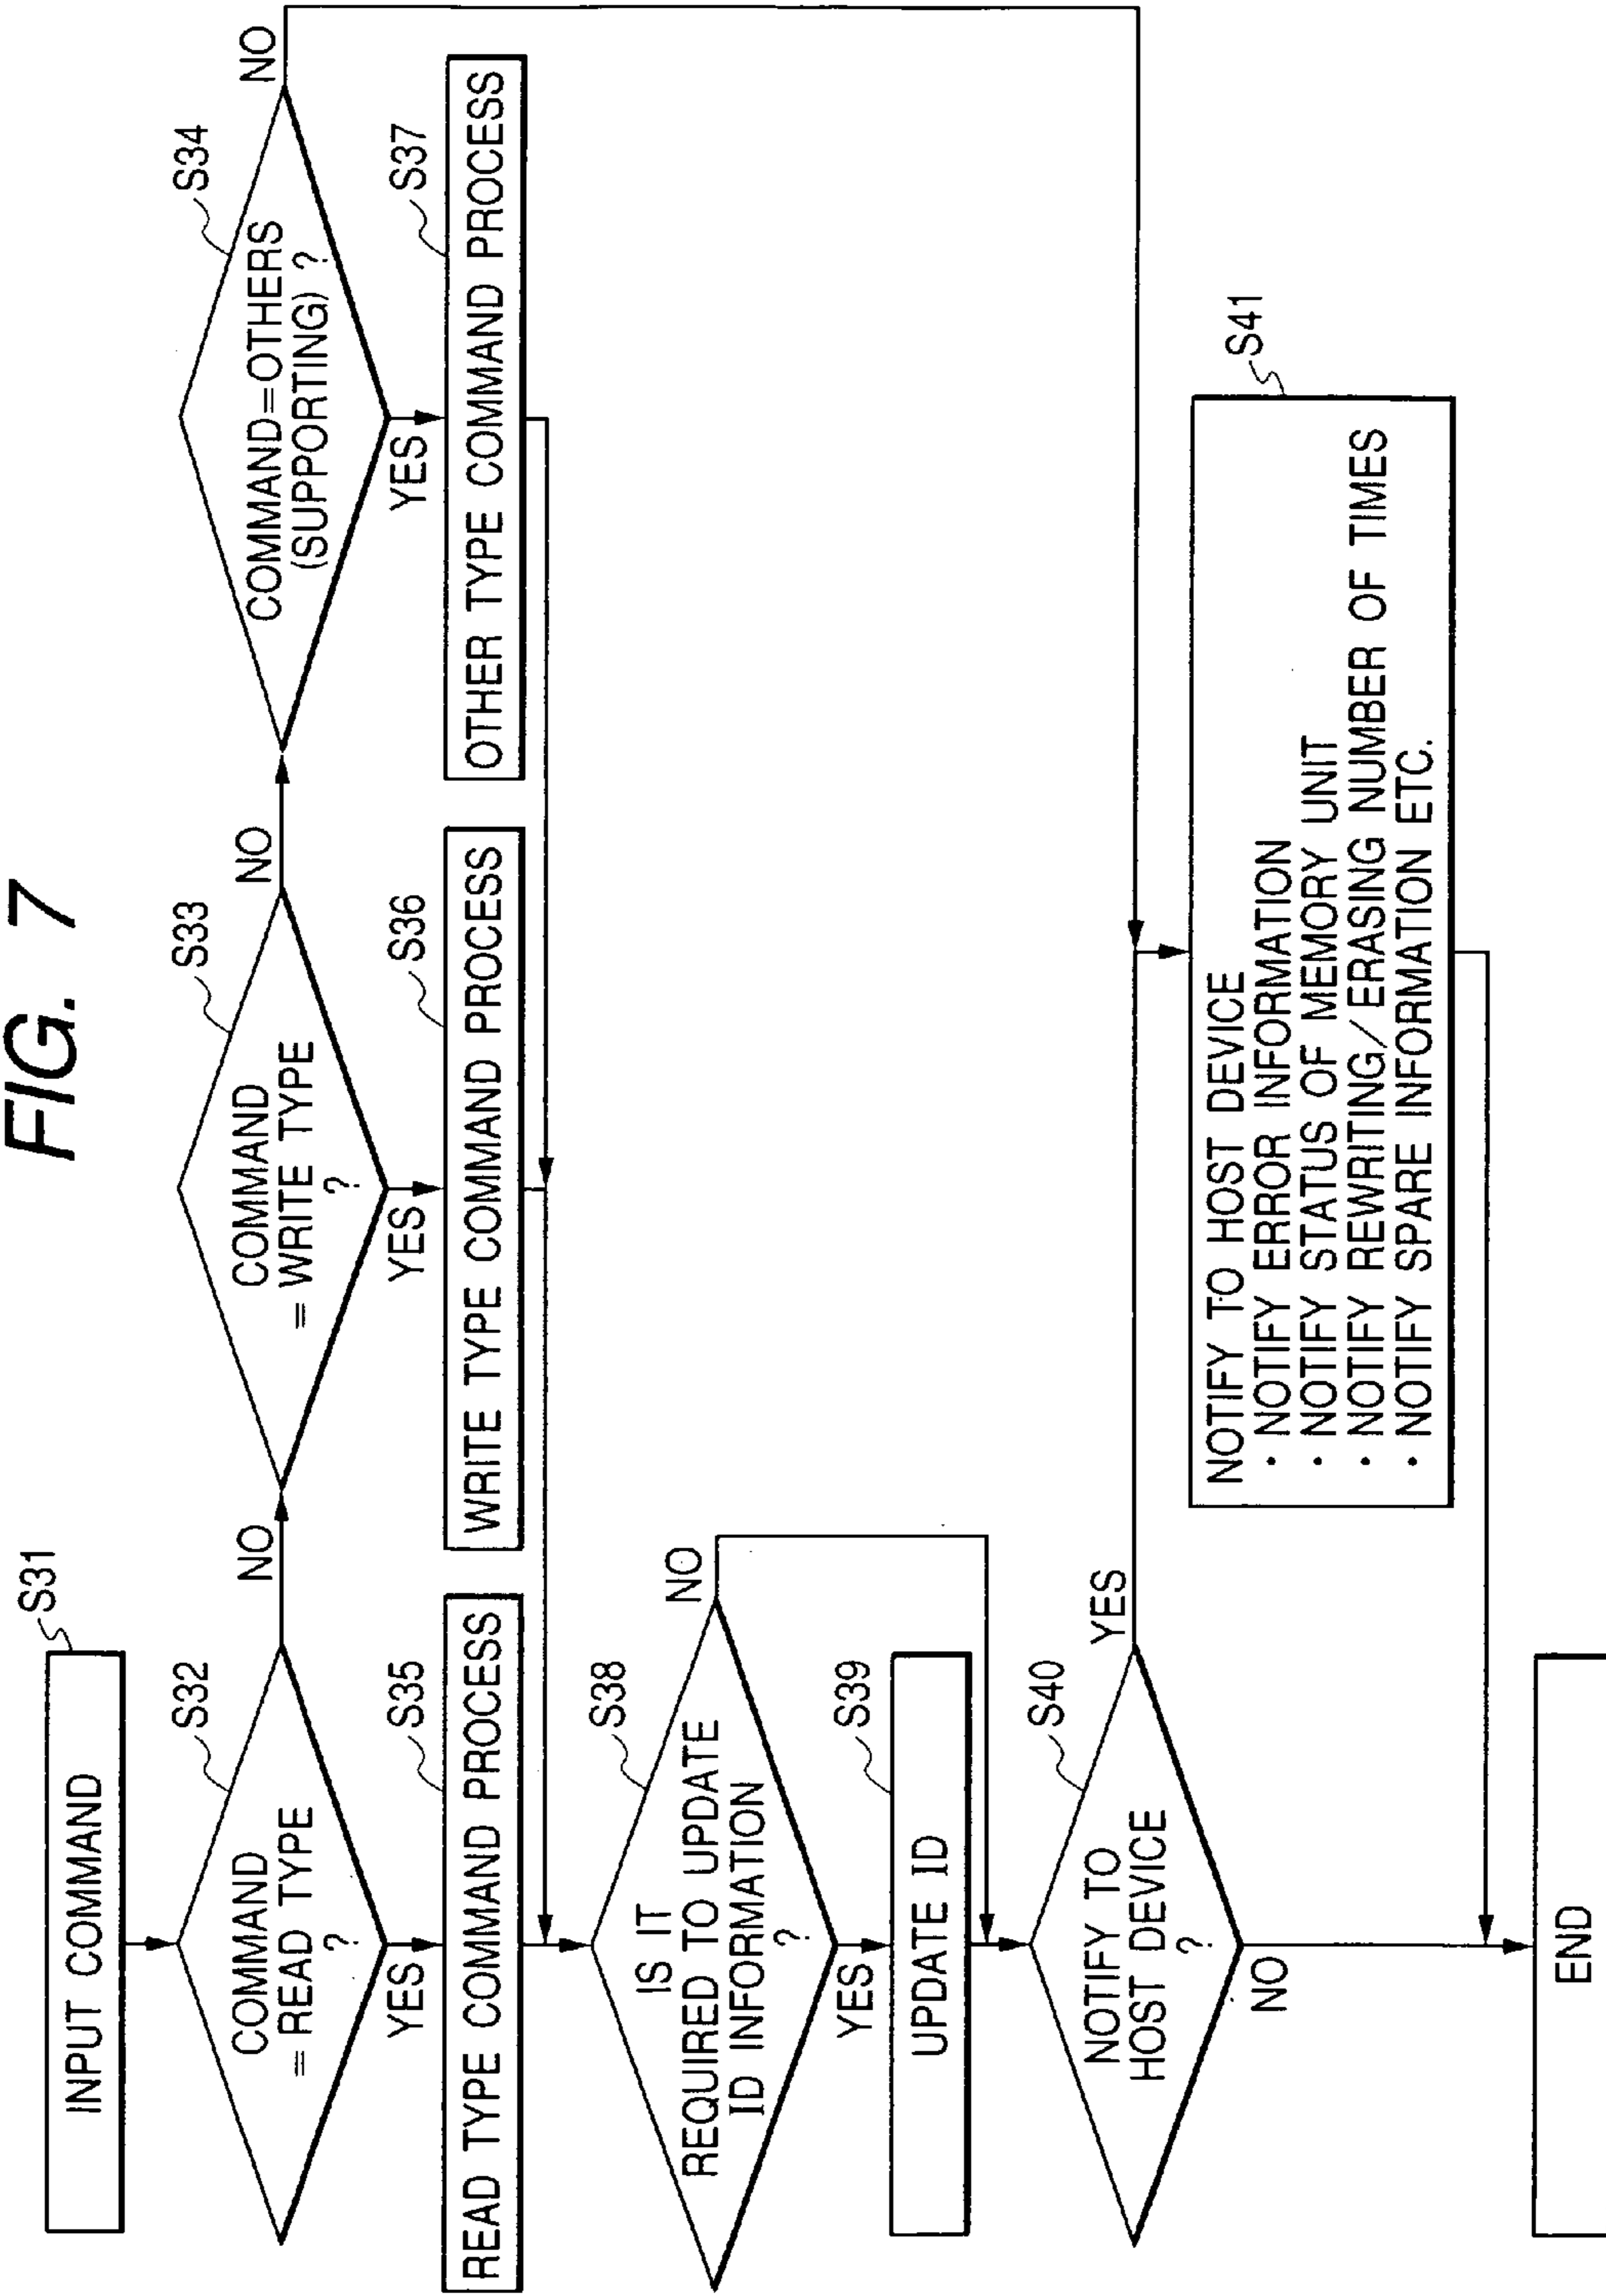 FIG. 7
INPUT COMMAND
S31
COMMAND
= READ TYPE
?
S32
NO
YES
COMMAND
= WRITE TYPE
?
S33
NO
YES
COMMAND=OTHERS
(SUPPORTING) ?
S34
NO
YES
READ TYPE COMMAND PROCESS
S35
WRITE TYPE COMMAND PROCESS
S36
OTHER TYPE COMMAND PROCESS
S37
IS IT
REQUIRED TO UPDATE
ID INFORMATION
?
S38
NO
YES
UPDATE ID
S39
NOTIFY TO
HOST DEVICE
?
S40
YES
NO
NOTIFY TO HOST DEVICE
· NOTIFY ERROR INFORMATION
· NOTIFY STATUS OF MEMORY UNIT
· NOTIFY REWRITING/ERASING NUMBER OF TIMES
· NOTIFY SPARE INFORMATION ETC.
S41
END